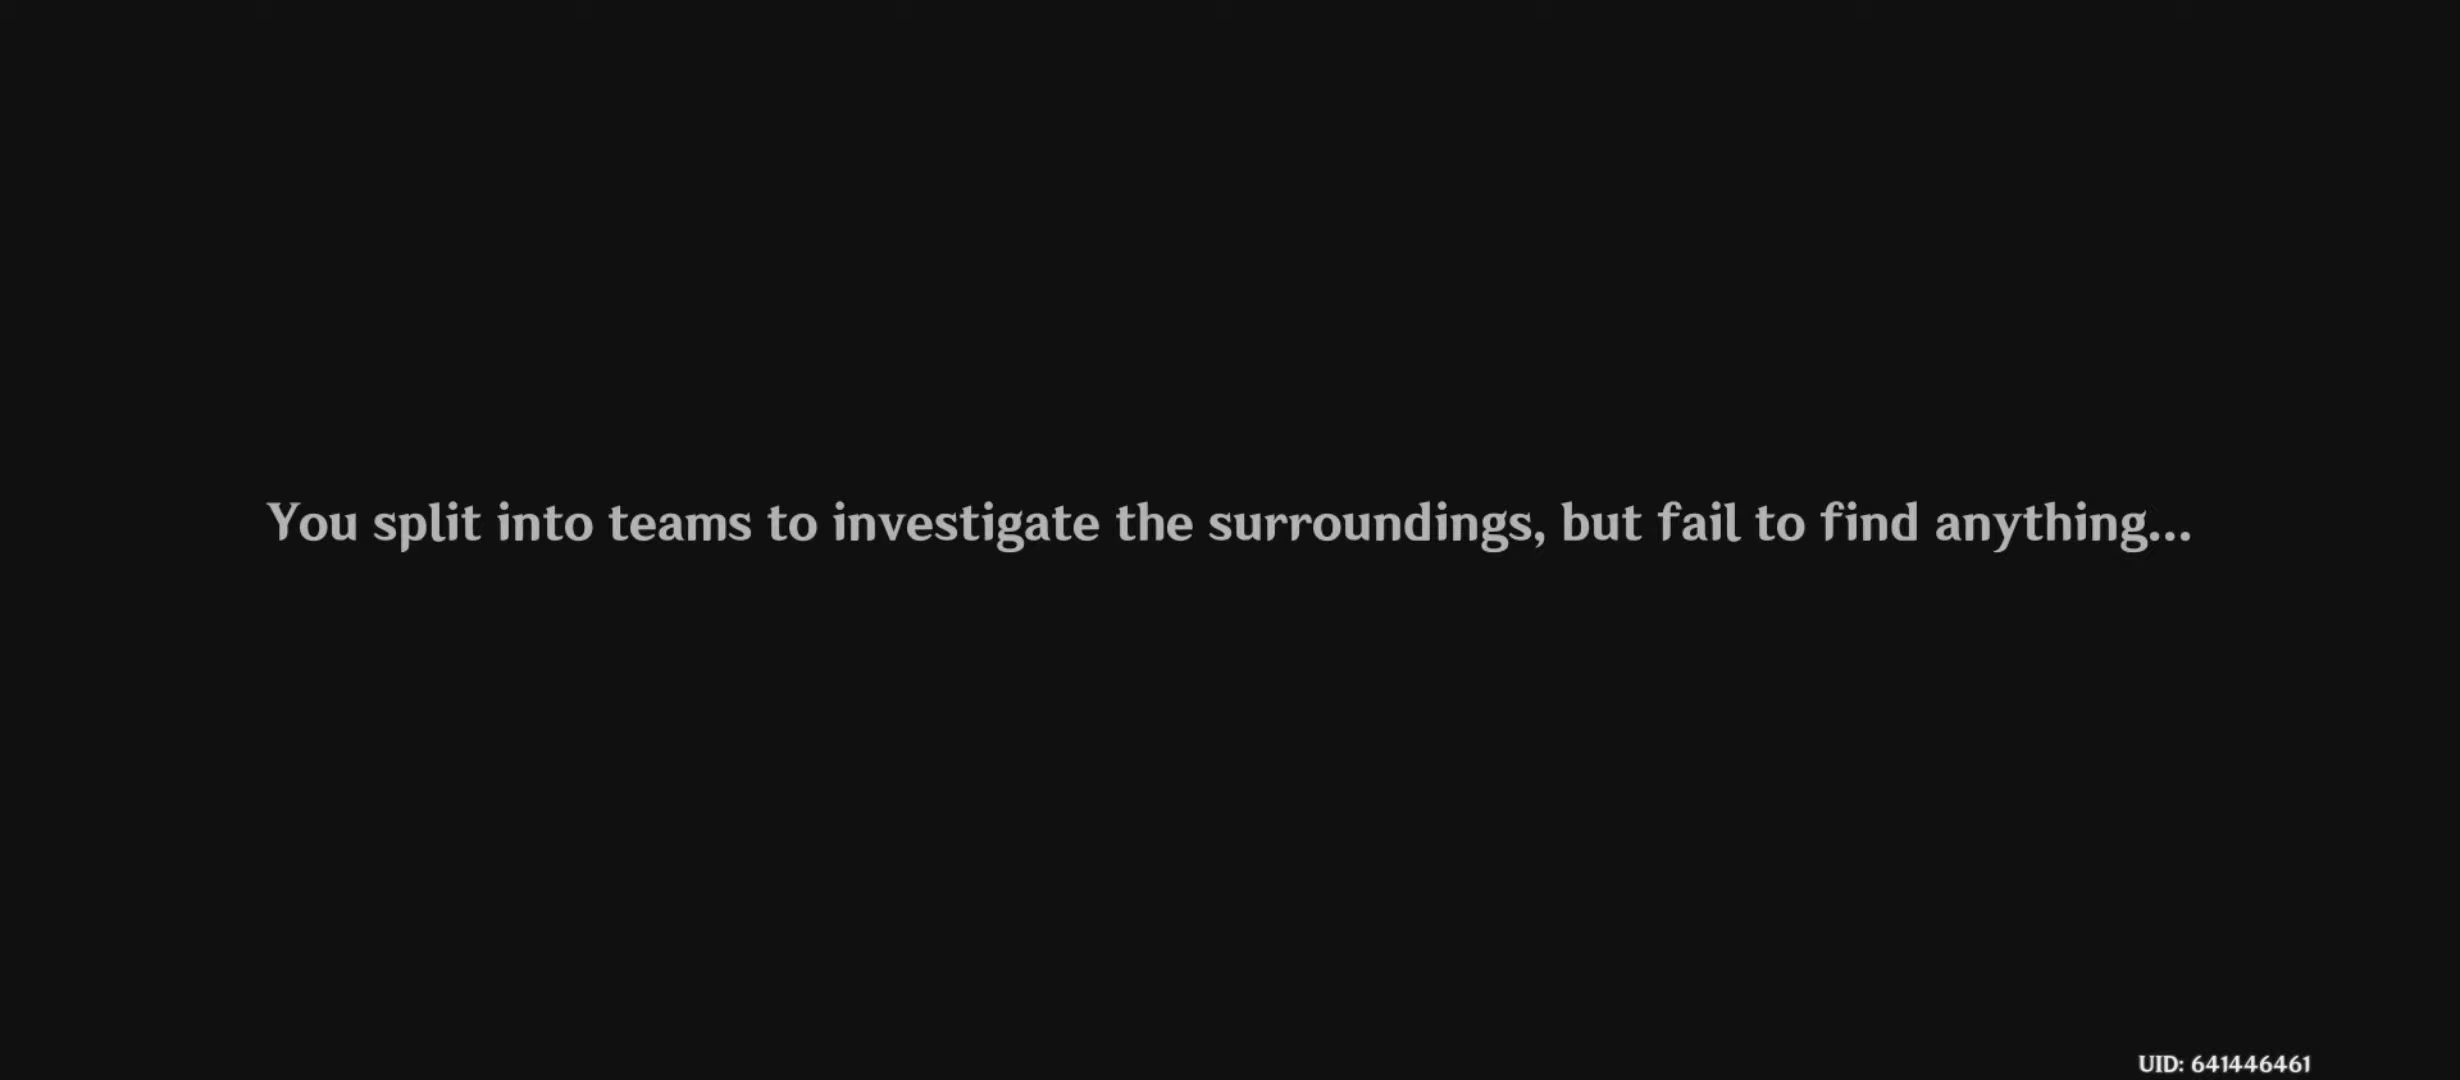 You split into teams to investigate the surroundings, but fail to find anything...
UID: 641446461